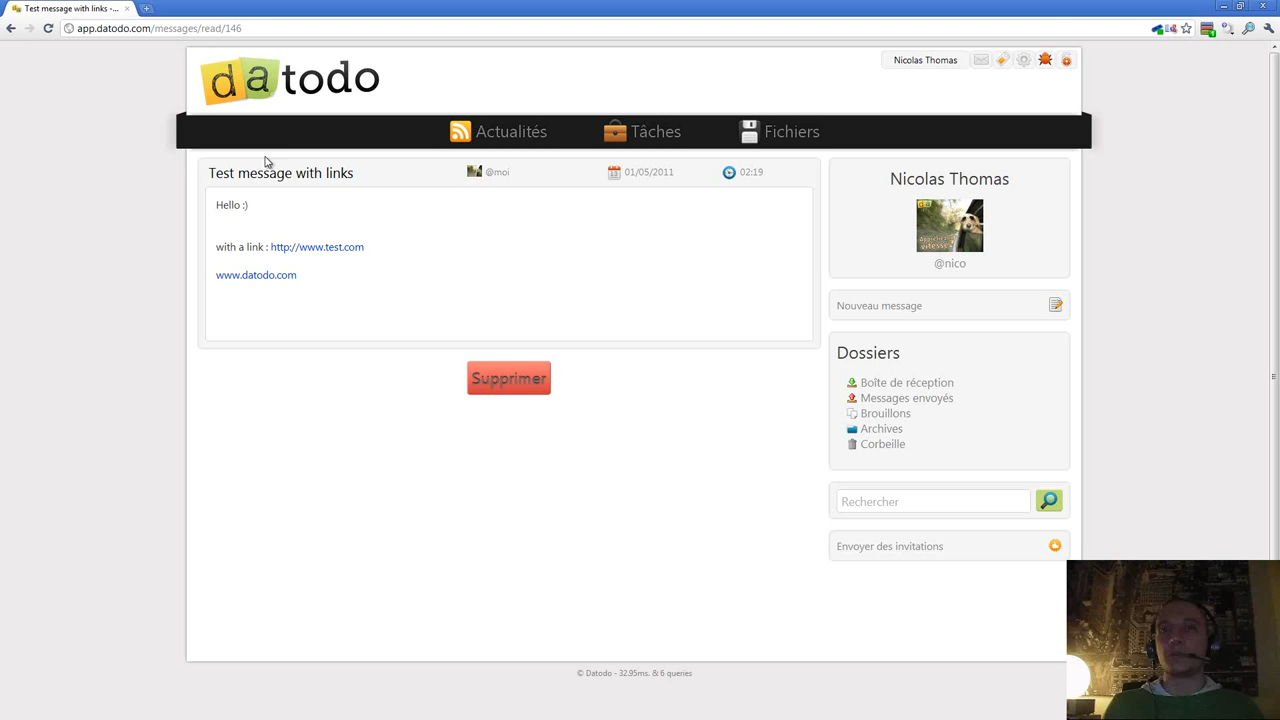 Test message with links -...
app.datodo.com/messages/read/146
datodo
Nicolas Thomas
Actualités
Tâches
Fichiers
Test message with links
@moi
01/05/2011
02:19
Hello :)
with a link : http://www.test.com
www.datodo.com
Supprimer
Nicolas Thomas
@nico
Nouveau message
Dossiers
Boîte de réception
Messages envoyés
Brouillons
Archives
Corbeille
Rechercher
Envoyer des invitations
© Datodo - 32.95ms. & 6 queries